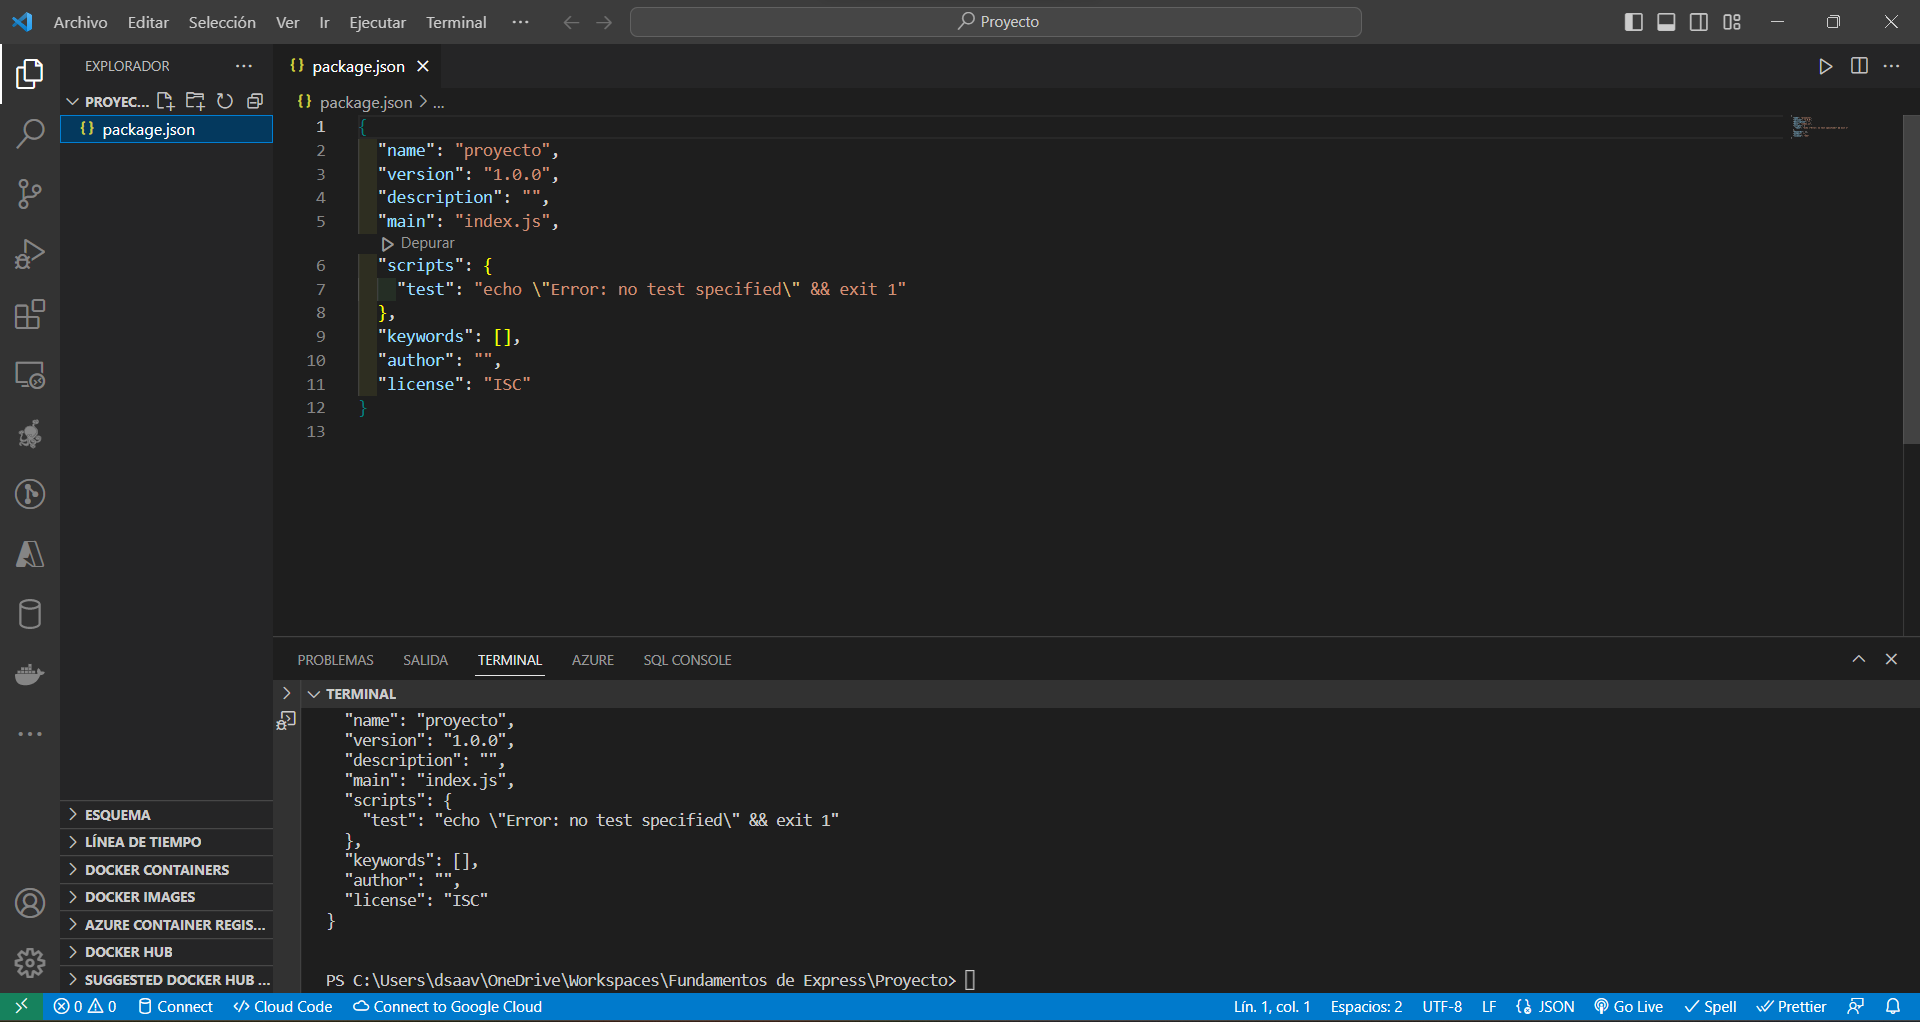 Archivo Editar Selección Ver Ir Ejecutar Terminal ··· Proyecto
EXPLORADOR ···
PROYEC...
{} package.json
{} package.json
{} package.json > ...
1 {
2 "name": "proyecto",
3 "version": "1.0.0",
4 "description": "",
5 "main": "index.js",
Depurar
6 "scripts": {
7 "test": "echo \"Error: no test specified\" && exit 1"
8 },
9 "keywords": [],
10 "author": "",
11 "license": "ISC"
12 }
13
PROBLEMAS SALIDA TERMINAL AZURE SQL CONSOLE
TERMINAL
"name": "proyecto",
"version": "1.0.0",
"description": "",
"main": "index.js",
"scripts": {
"test": "echo \"Error: no test specified\" && exit 1"
},
"keywords": [],
"author": "",
"license": "ISC"
}
PS C:\Users\dsaav\OneDrive\Workspaces\Fundamentos de Express\Proyecto>
ESQUEMA
LÍNEA DE TIEMPO
DOCKER CONTAINERS
DOCKER IMAGES
AZURE CONTAINER REGIS...
DOCKER HUB
SUGGESTED DOCKER HUB ...
0 0 Connect Cloud Code Connect to Google Cloud Lín. 1, col. 1 Espacios: 2 UTF-8 LF JSON Go Live Spell Prettier